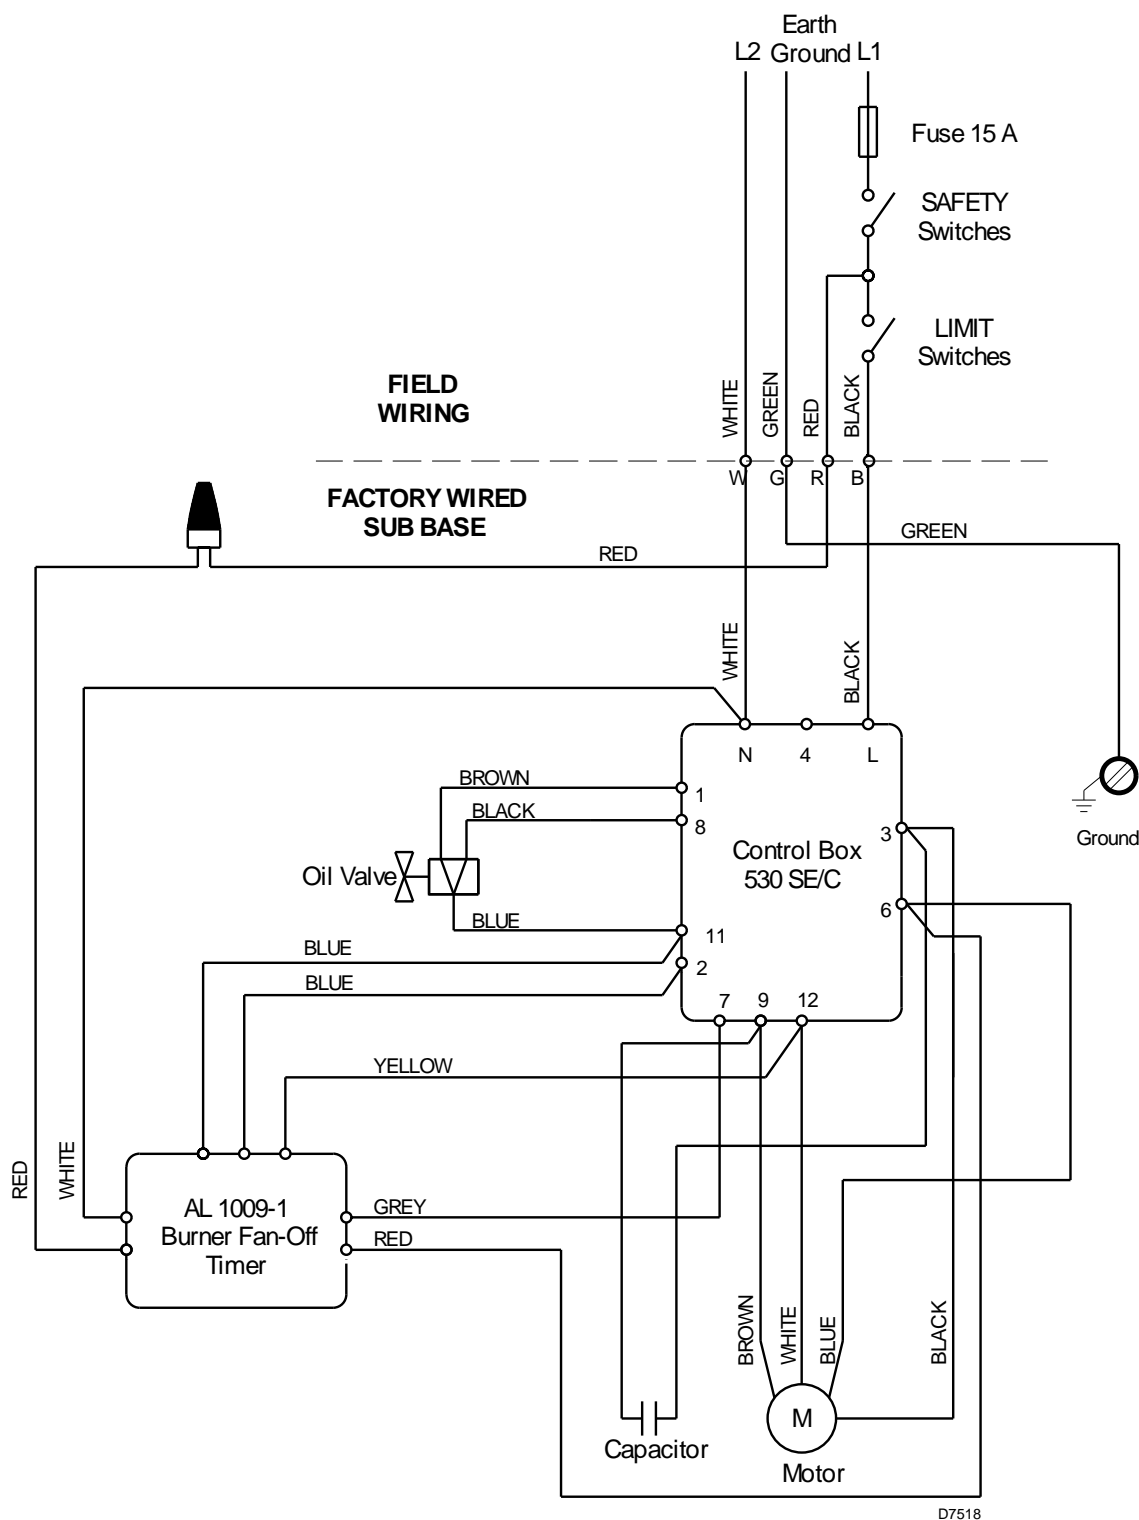 Earth
L2 Ground L1
Fuse 15 A
SAFETY
Switches
LIMIT
Switches
FIELD
WIRING
WHITE
GREEN
RED
BLACK
W G R B
FACTORY WIRED
SUB BASE
GREEN
RED
WHITE
BLACK
N 4 L
BROWN
1
BLACK
8
3
Ground
Control Box
530 SE/C
Oil Valve
6
BLUE
11
BLUE
2
BLUE
7 9 12
YELLOW
RED
WHITE
AL 1009-1
Burner Fan-Off
Timer
GREY
RED
BROWN
WHITE
BLUE
BLACK
M
Capacitor
Motor
D7518